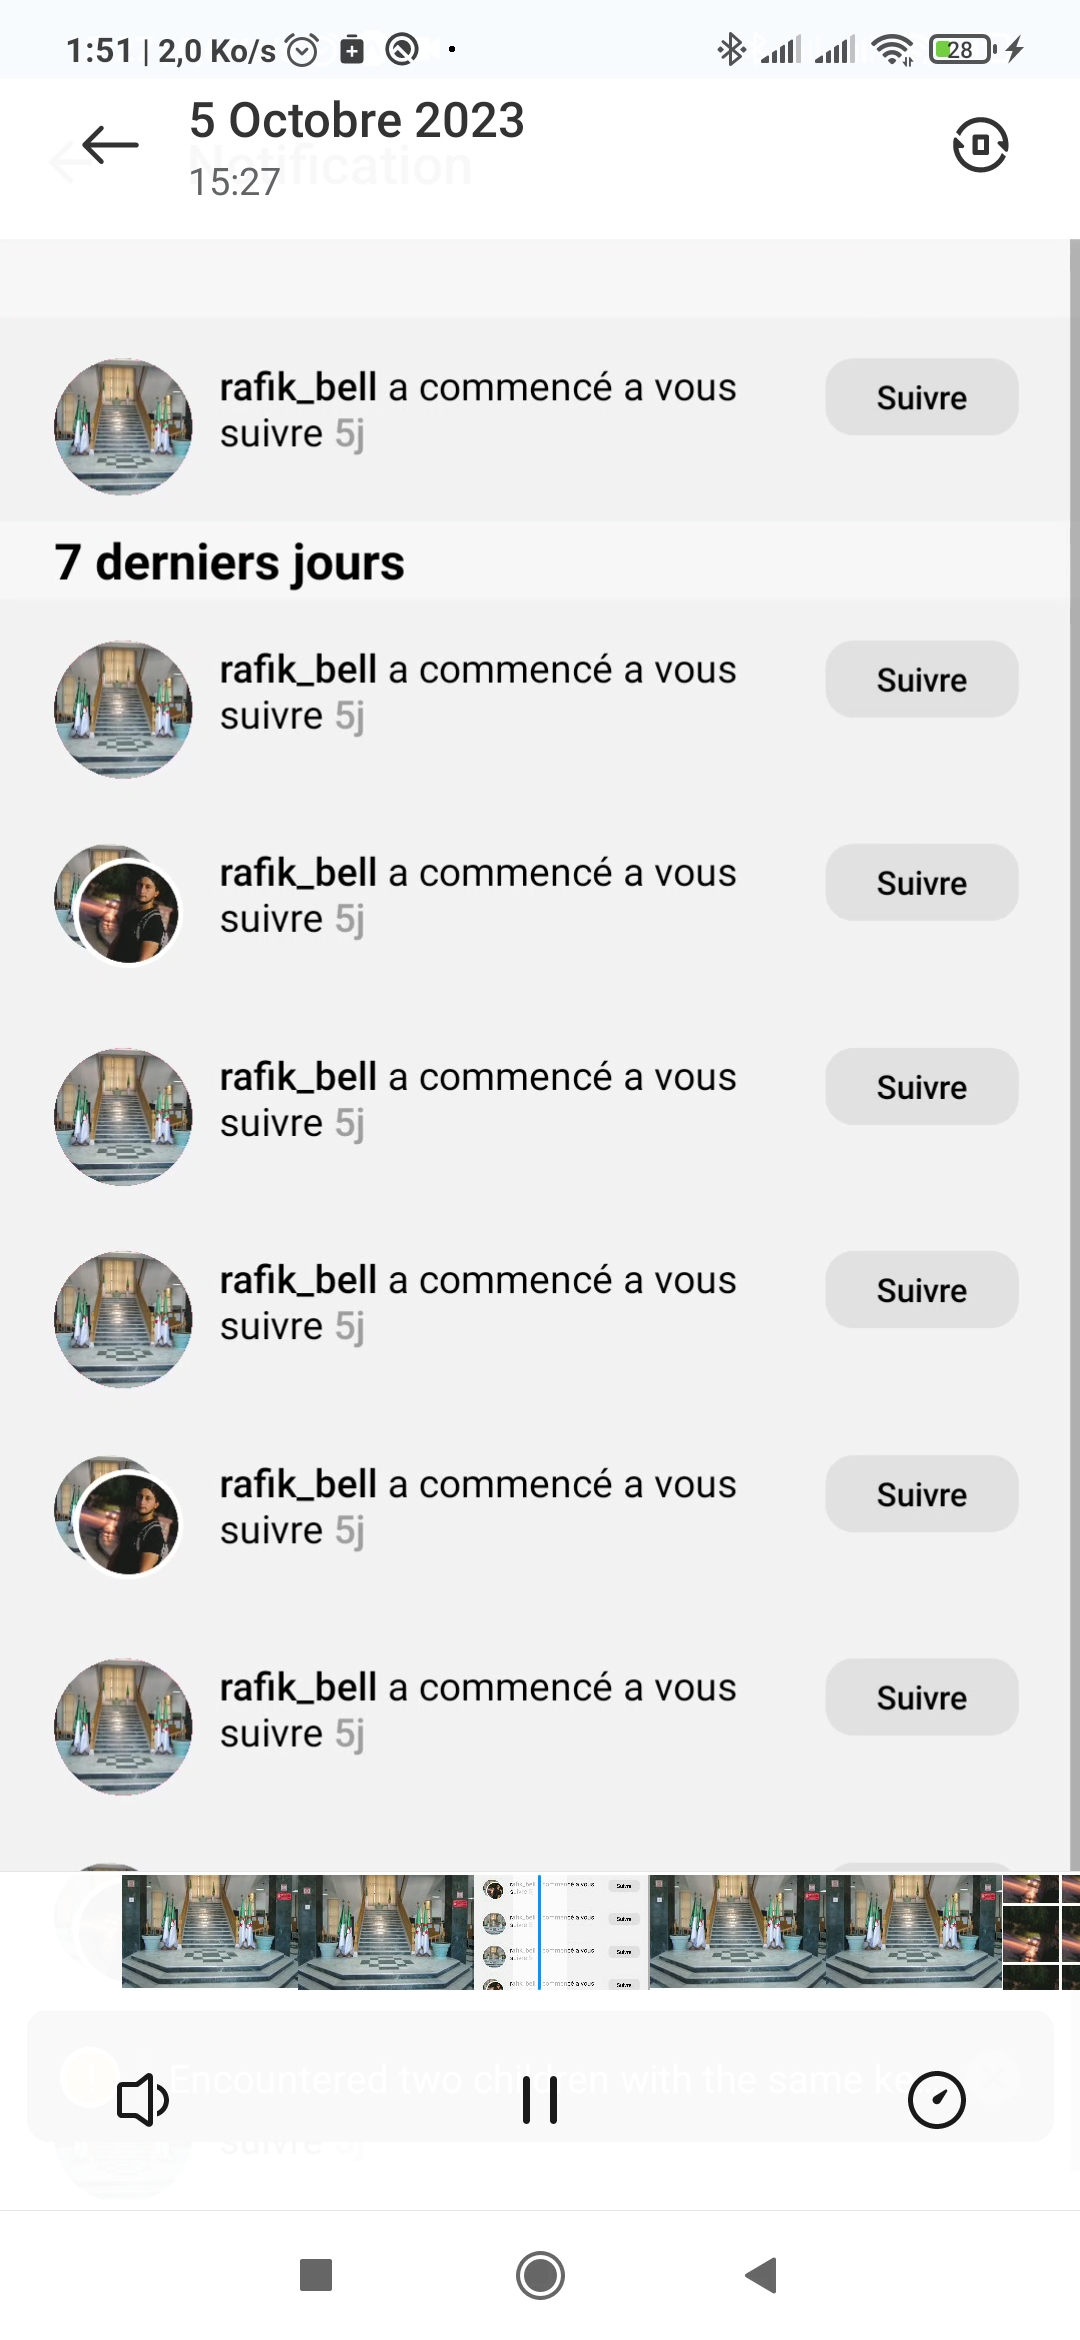 1:51 | 2,0 Ko/s
28
5 Octobre 2023
Notification
15:27
rafik_bell a commencé a vous
suivre 5j
Suivre
7 derniers jours
rafik_bell a commencé a vous
suivre 5j
Suivre
rafik_bell a commencé a vous
suivre 5j
Suivre
rafik_bell a commencé a vous
suivre 5j
Suivre
rafik_bell a commencé a vous
suivre 5j
Suivre
rafik_bell a commencé a vous
suivre 5j
Suivre
rafik_bell a commencé a vous
suivre 5j
Suivre
Encountered two children with the same
suivre 5j